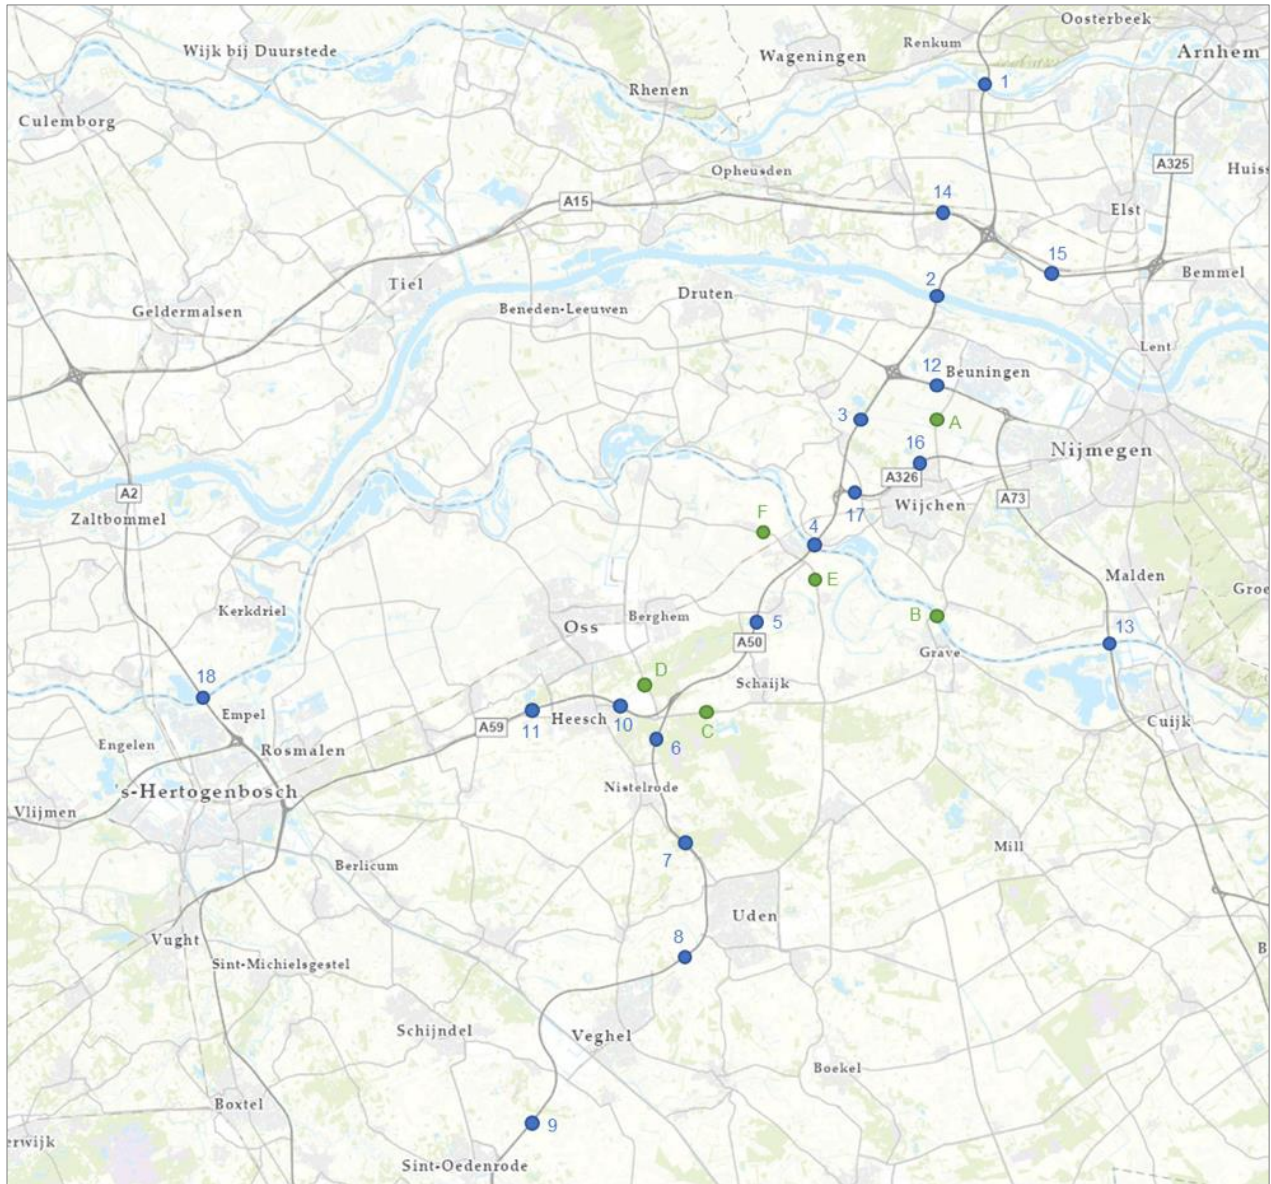 Oosterbeek
Wijk bij Duurstede
Wageningen
Renkum
Arnhem
Rhenen
1
Culemborg
Opheusden
A325
Huiss
A15
14
Elst
15
Bemmel
Tiel
Druten
2
Geldermalsen
Beneden-Leeuwen
Lent
12
Beuningen
3
A
16
Nijmegen
A326
A2
17
Wijchen
A73
Zaltbommel
F
4
E
Malden
Groe
Kerkdriel
Berghem
Oss
5
B
13
A50
Grave
18
D
Schaijk
Empel
11
Heesch
10
C
Cuijk
A59
6
Engelen
Rosmalen
's-Hertogenbosch
Nistelrode
Vlijmen
7
Mill
Berlicum
Uden
Vught
8
B
Sint-Michielsgestel
Schijndel
Veghel
Boekel
Boxtel
9
erwijk
Sint-Oedenrode